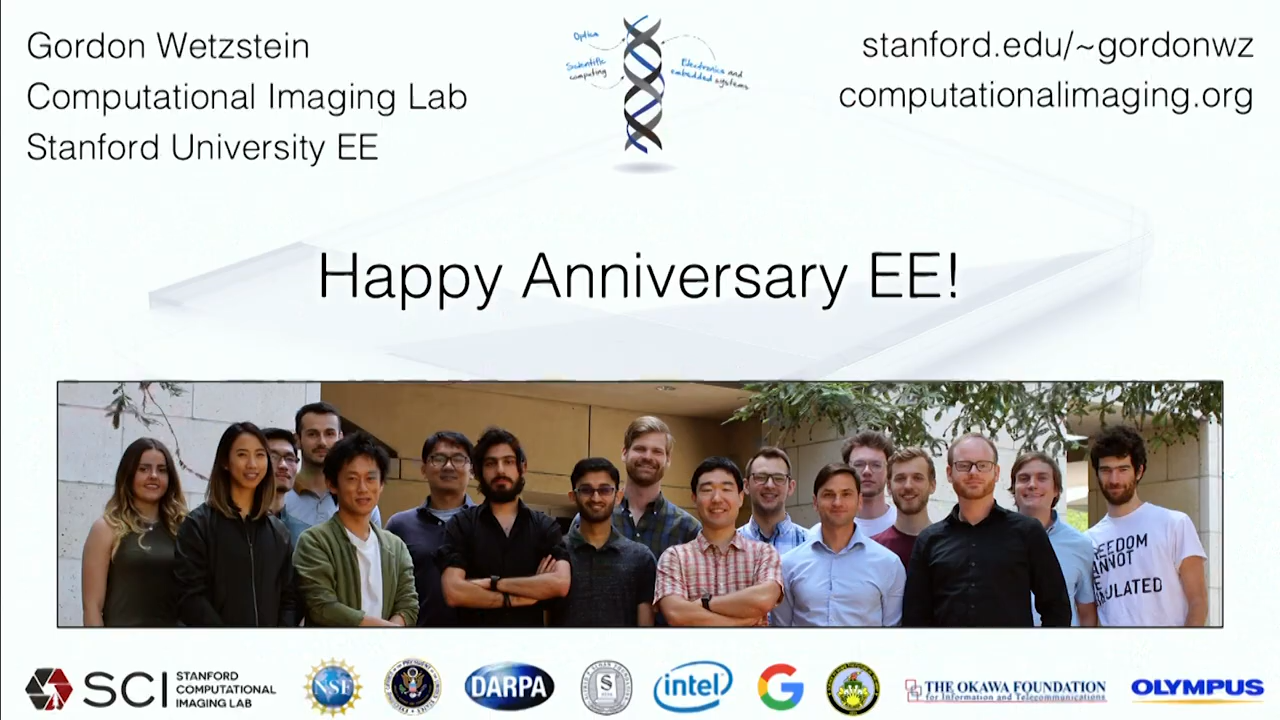 Gordon Wetzstein
Computational Imaging Lab
Stanford University EE
Optics
Scientific
computing
Electronics and
embedded systems
stanford.edu/~gordonwz
computationalimaging.org
Happy Anniversary EE!
REEDOM
ANNOT
E
ULATED
SCI
STANFORD
COMPUTATIONAL
IMAGING LAB
NSF
DARPA
intel
G
THE OKAWA FOUNDATION
for Information and Telecommunications
OLYMPUS